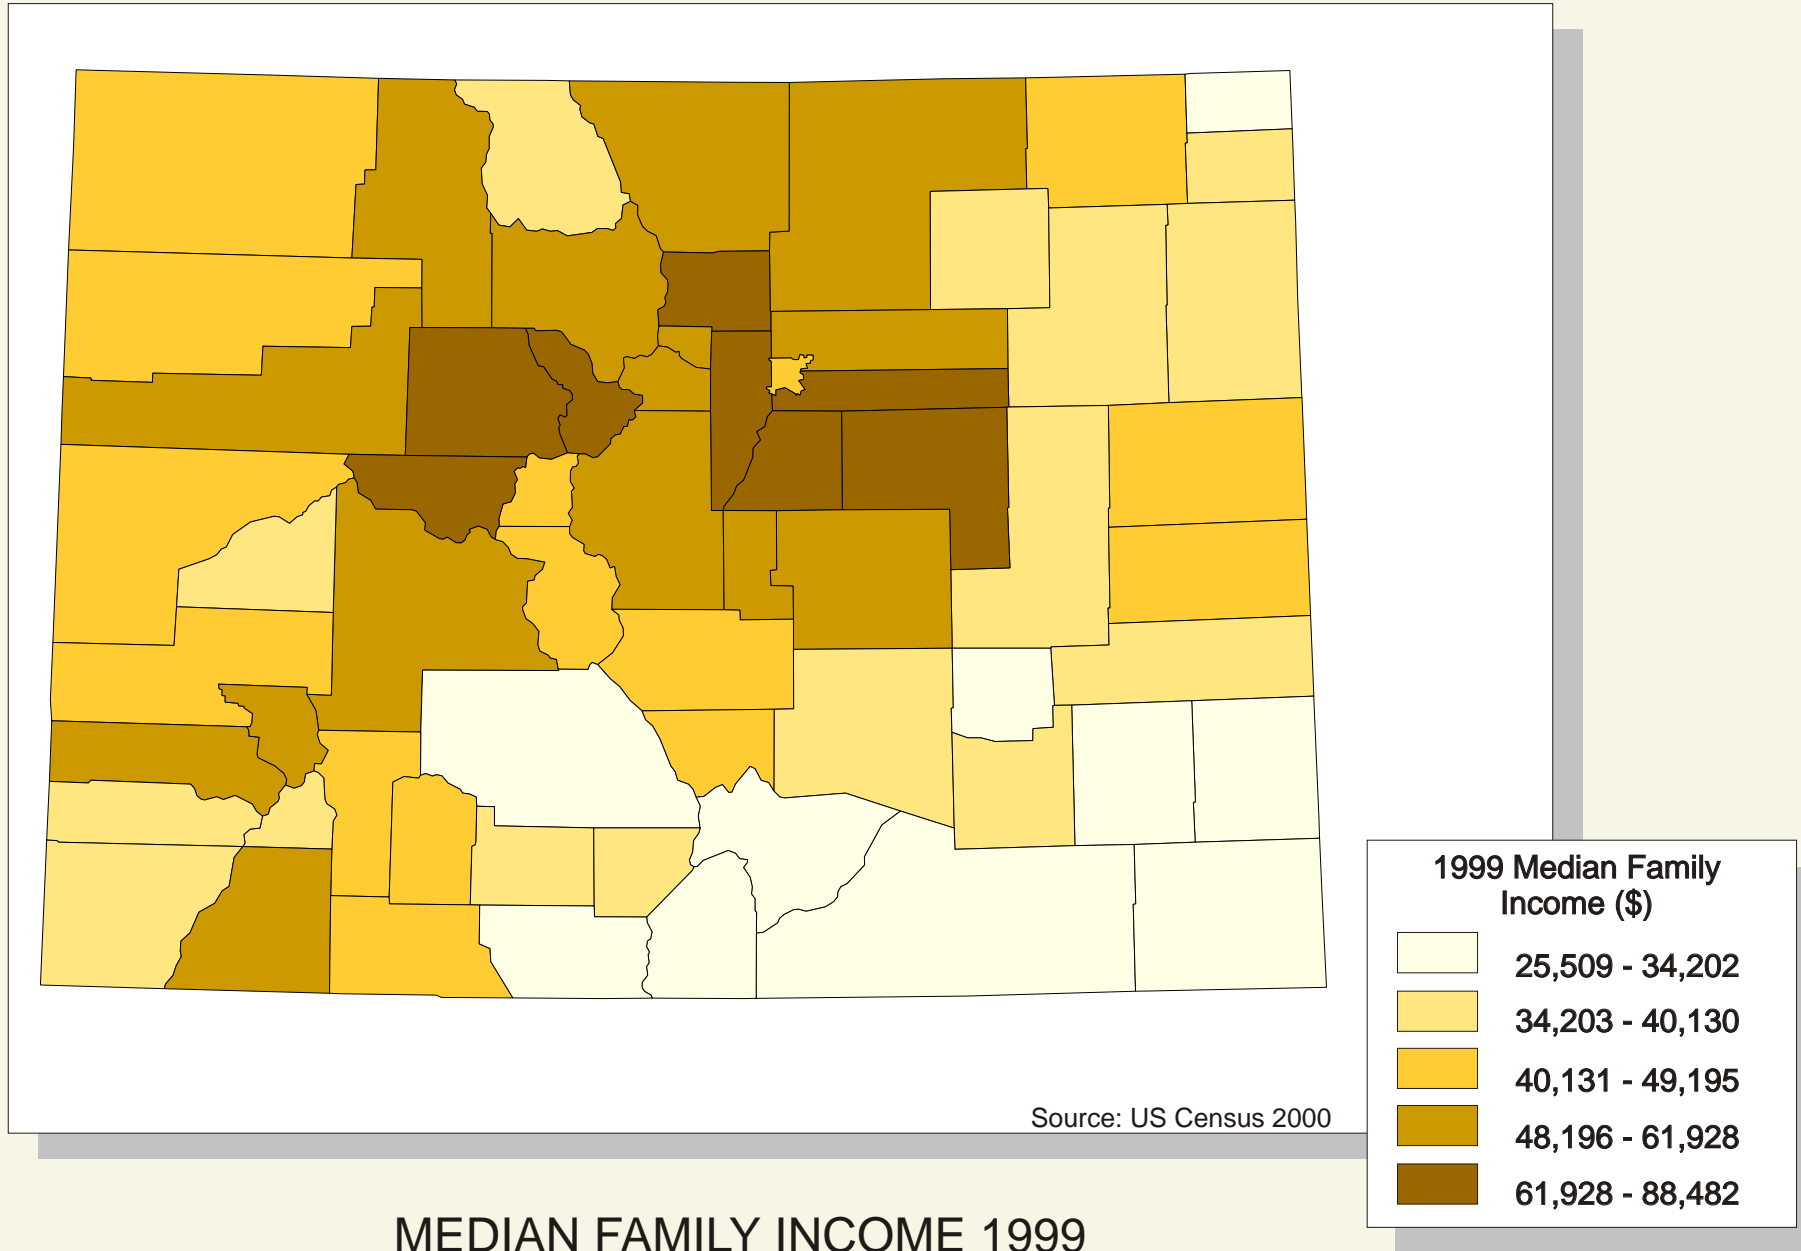 1999 Median Family
Income ($)
25,509 - 34,202
34,203 - 40,130
40,131 - 49,195
48,196 - 61,928
61,928 - 88,482
Source: US Census 2000
MEDIAN FAMILY INCOME 1999